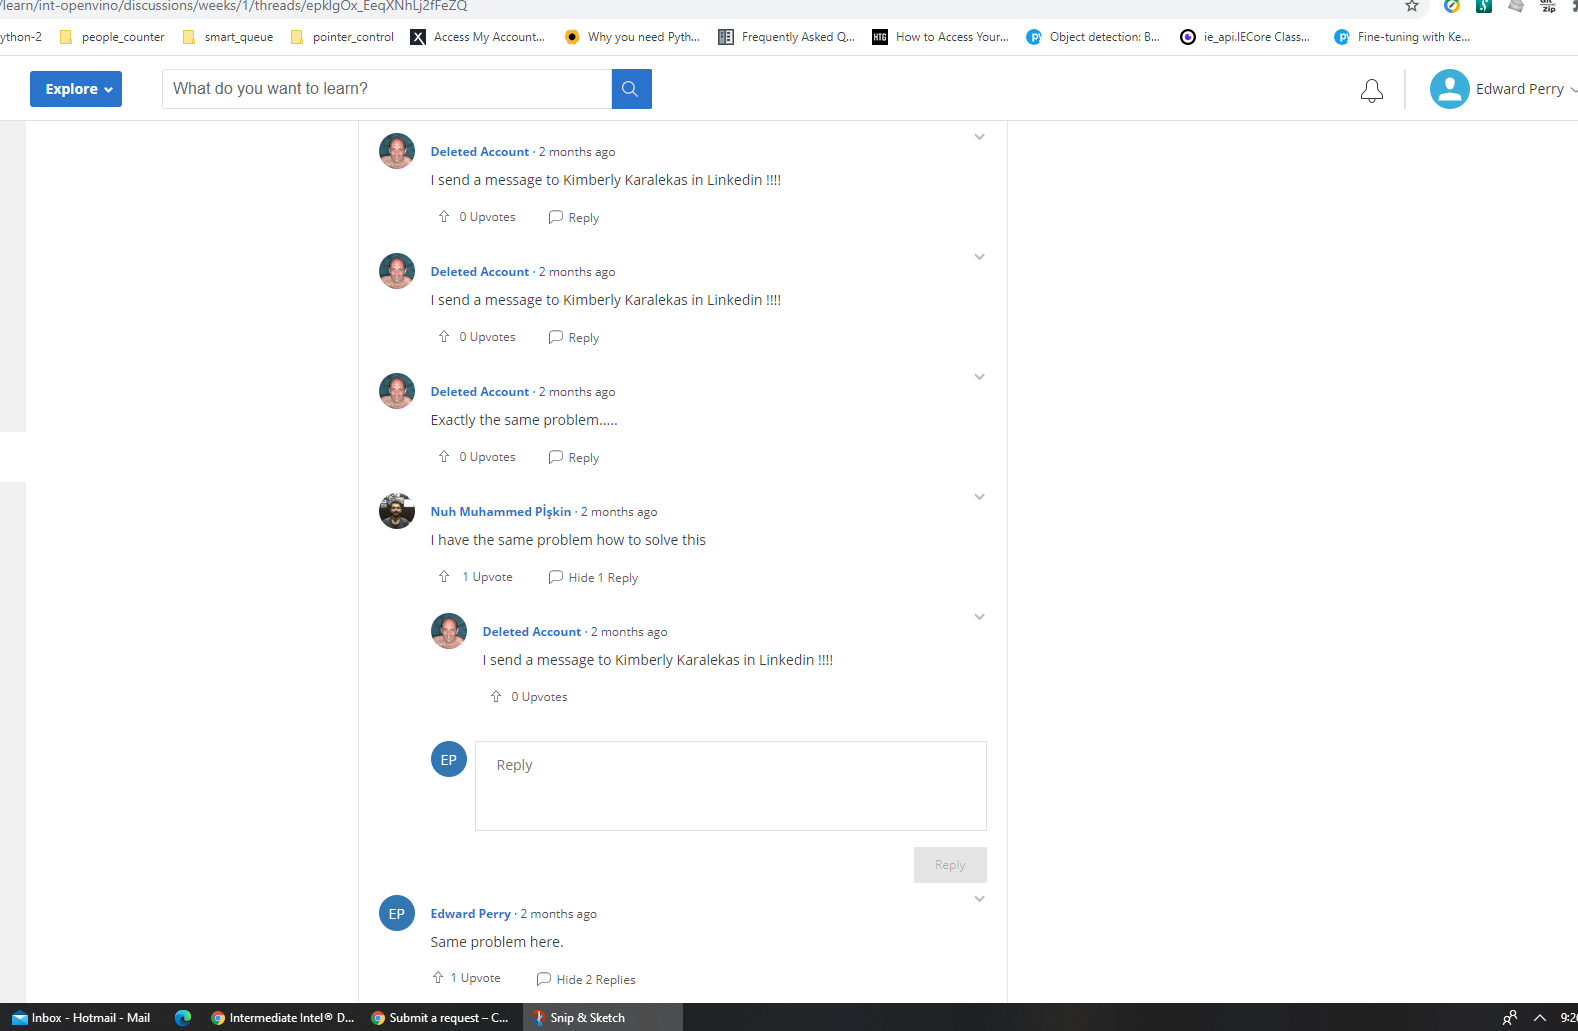 /learn/int-openvino/discussions/weeks/1/threads/epklgOx_EeqXNhLj2fFeZQ
ython-2 people_counter smart_queue pointer_control X Access My Account... Why you need Pyth... Frequently Asked Q... HTG How to Access Your... Object detection: B... ie_api.IECore Class... Fine-tuning with Ke...
Explore What do you want to learn? Edward Perry
Deleted Account · 2 months ago
I send a message to Kimberly Karalekas in Linkedin !!!!
0 Upvotes Reply
Deleted Account · 2 months ago
I send a message to Kimberly Karalekas in Linkedin !!!!
0 Upvotes Reply
Deleted Account · 2 months ago
Exactly the same problem.....
0 Upvotes Reply
Nuh Muhammed Pİşkin · 2 months ago
I have the same problem how to solve this
1 Upvote Hide 1 Reply
Deleted Account · 2 months ago
I send a message to Kimberly Karalekas in Linkedin !!!!
0 Upvotes
EP Reply
Reply
EP Edward Perry · 2 months ago
Same problem here.
1 Upvote Hide 2 Replies
Inbox - Hotmail - Mail Intermediate Intel® D... Submit a request – C... Snip & Sketch